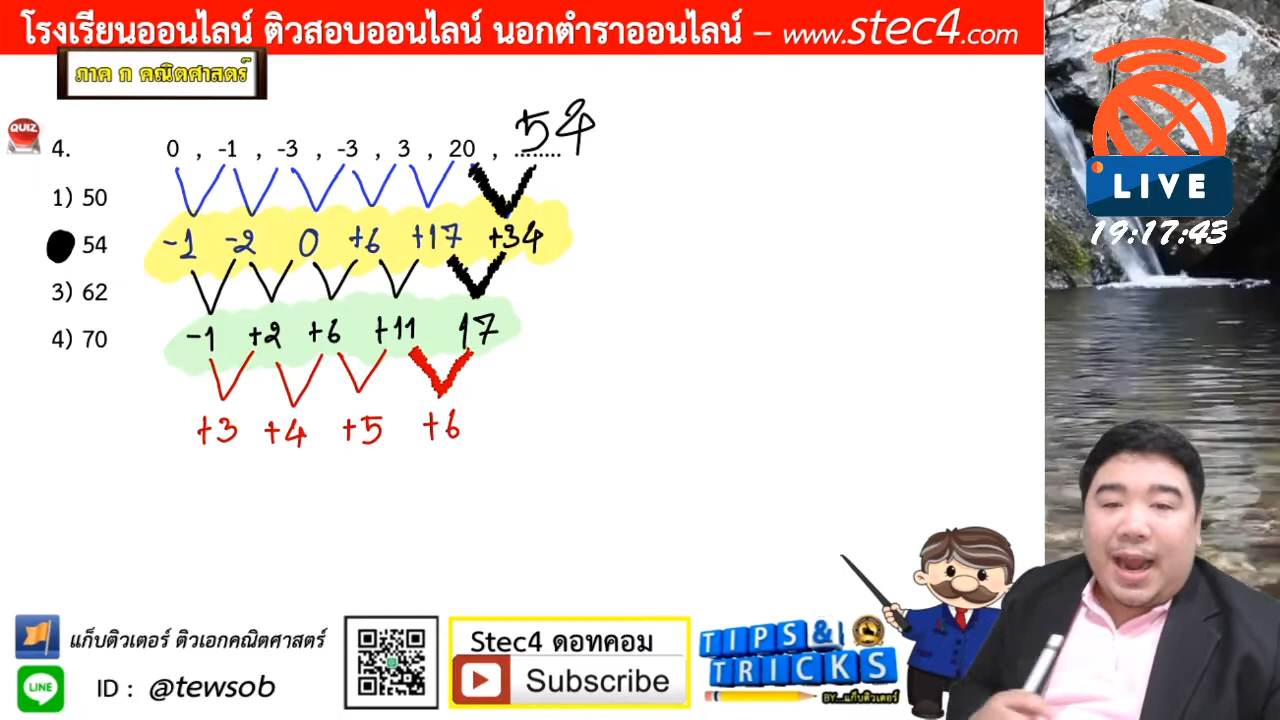 โรงเรียนออนไลน์ ติวสอบออนไลน์ นอกตำราออนไลน์ – www.stec4.com
ภาค ก คณิตศาสตร์
LIVE
19:17:43
QUIZ
4. 0 , -1 , -3 , -3 , 3 , 20 , ........ 54
1) 50
-1 -2 0 +6 +17 +34
54
3) 62
-1 +2 +6 +11 17
4) 70
+3 +4 +5 +6
แก็บติวเตอร์ ติวเอกคณิตศาสตร์
LINE
ID : @tewsob
Stec4 ดอทคอม
Subscribe
TIPS &
TRICKS
BY...แก็บติวเตอร์